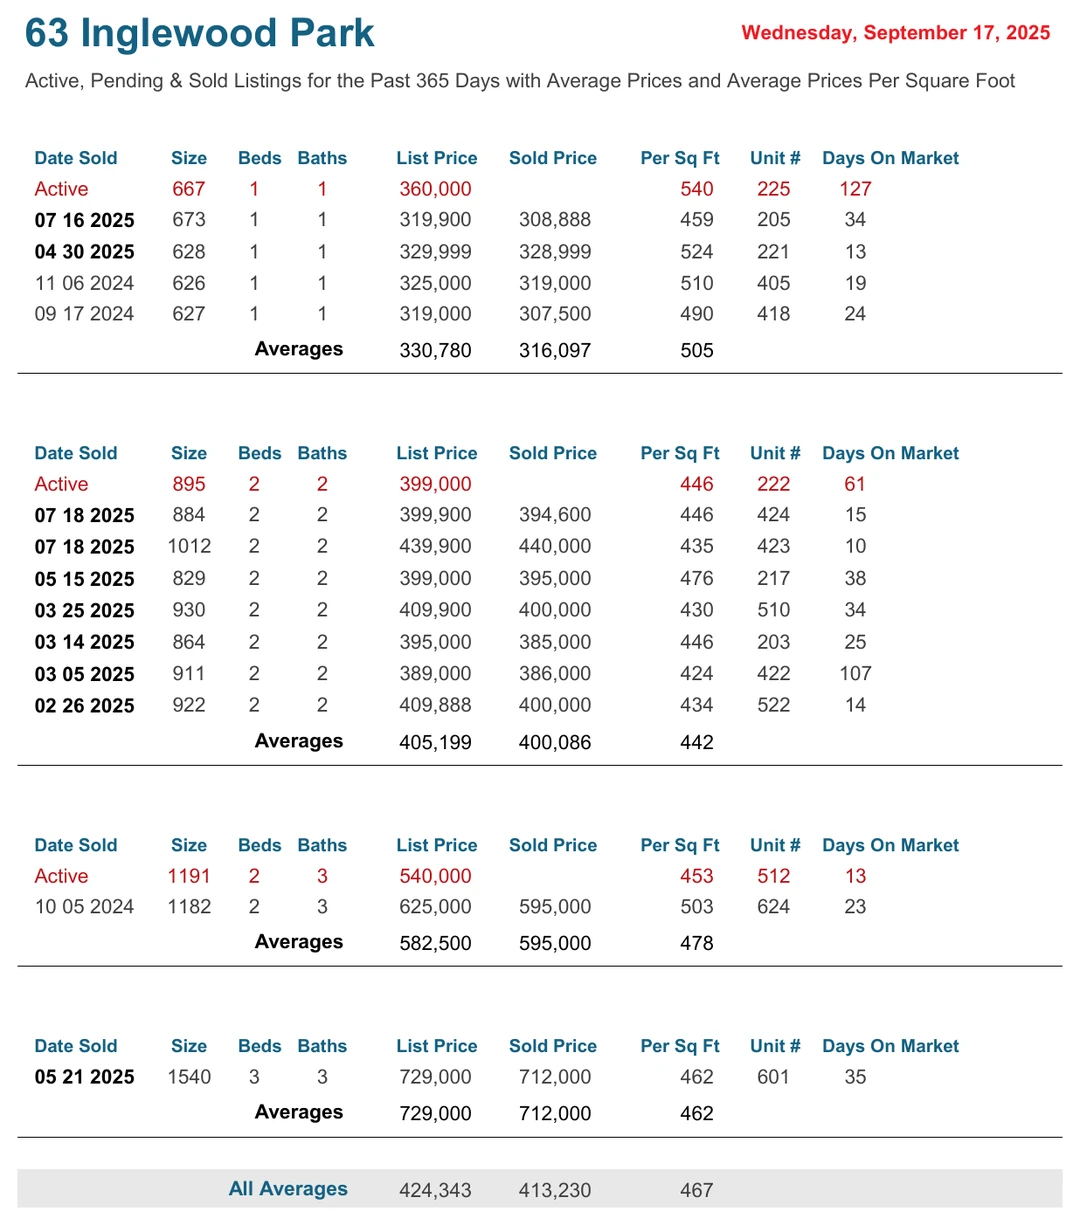 63 Inglewood Park
Wednesday, September 17, 2025
Active, Pending & Sold Listings for the Past 365 Days with Average Prices and Average Prices Per Square Foot
Date Sold Size Beds Baths List Price Sold Price Per Sq Ft Unit # Days On Market
Active 667 1 1 360,000 540 225 127
07 16 2025 673 1 1 319,900 308,888 459 205 34
04 30 2025 628 1 1 329,999 328,999 524 221 13
11 06 2024 626 1 1 325,000 319,000 510 405 19
09 17 2024 627 1 1 319,000 307,500 490 418 24
Averages 330,780 316,097 505
Date Sold Size Beds Baths List Price Sold Price Per Sq Ft Unit # Days On Market
Active 895 2 2 399,000 446 222 61
07 18 2025 884 2 2 399,900 394,600 446 424 15
07 18 2025 1012 2 2 439,900 440,000 435 423 10
05 15 2025 829 2 2 399,000 395,000 476 217 38
03 25 2025 930 2 2 409,900 400,000 430 510 34
03 14 2025 864 2 2 395,000 385,000 446 203 25
03 05 2025 911 2 2 389,000 386,000 424 422 107
02 26 2025 922 2 2 409,888 400,000 434 522 14
Averages 405,199 400,086 442
Date Sold Size Beds Baths List Price Sold Price Per Sq Ft Unit # Days On Market
Active 1191 2 3 540,000 453 512 13
10 05 2024 1182 2 3 625,000 595,000 503 624 23
Averages 582,500 595,000 478
Date Sold Size Beds Baths List Price Sold Price Per Sq Ft Unit # Days On Market
05 21 2025 1540 3 3 729,000 712,000 462 601 35
Averages 729,000 712,000 462
All Averages 424,343 413,230 467